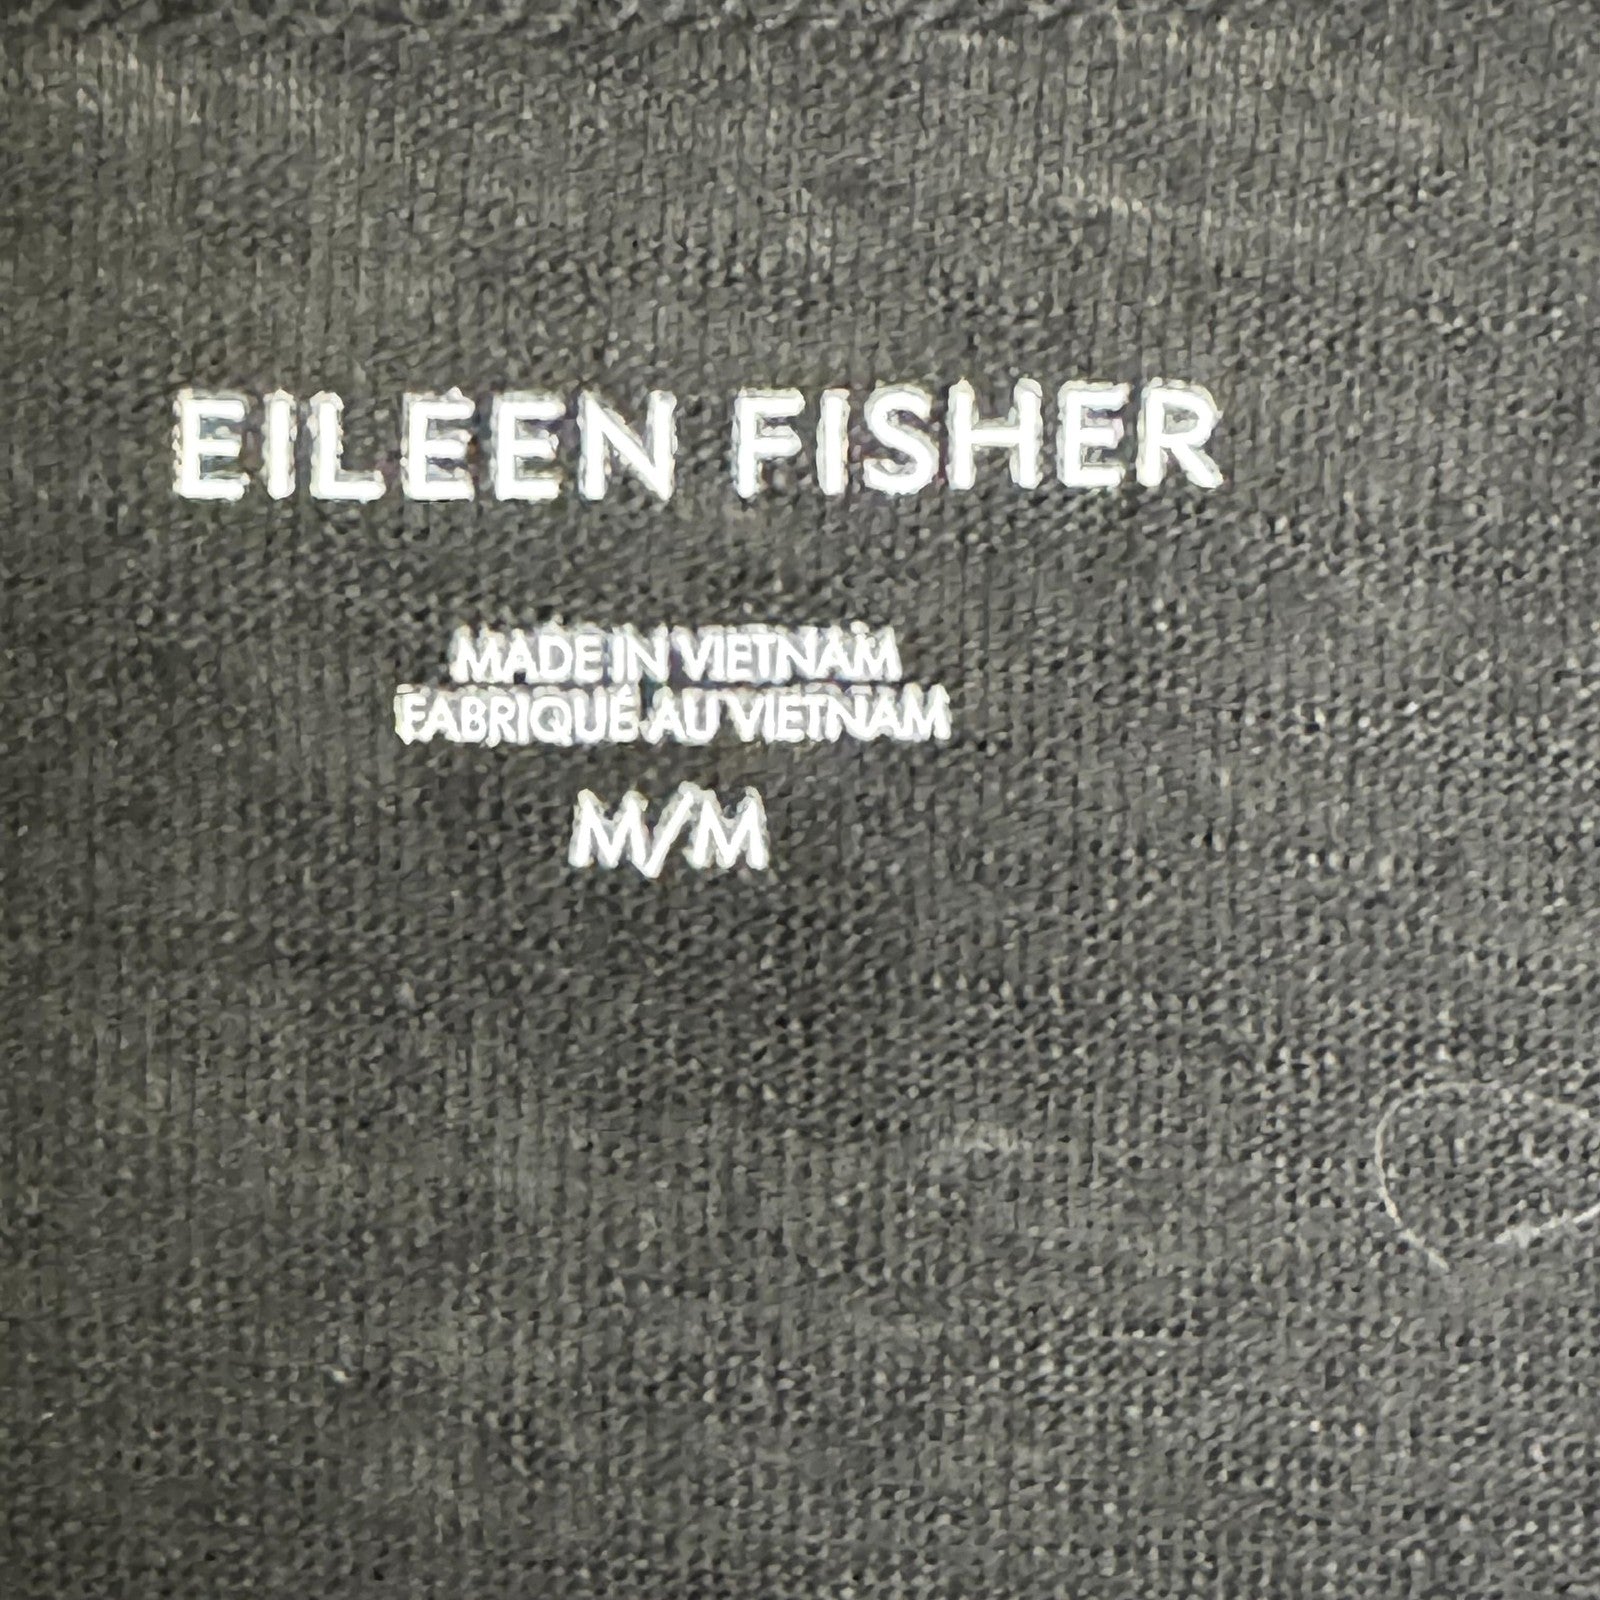 EILEEN FISHER
MADE IN VIETNAM
FABRIQUÉ AU VIETNAM
M/M